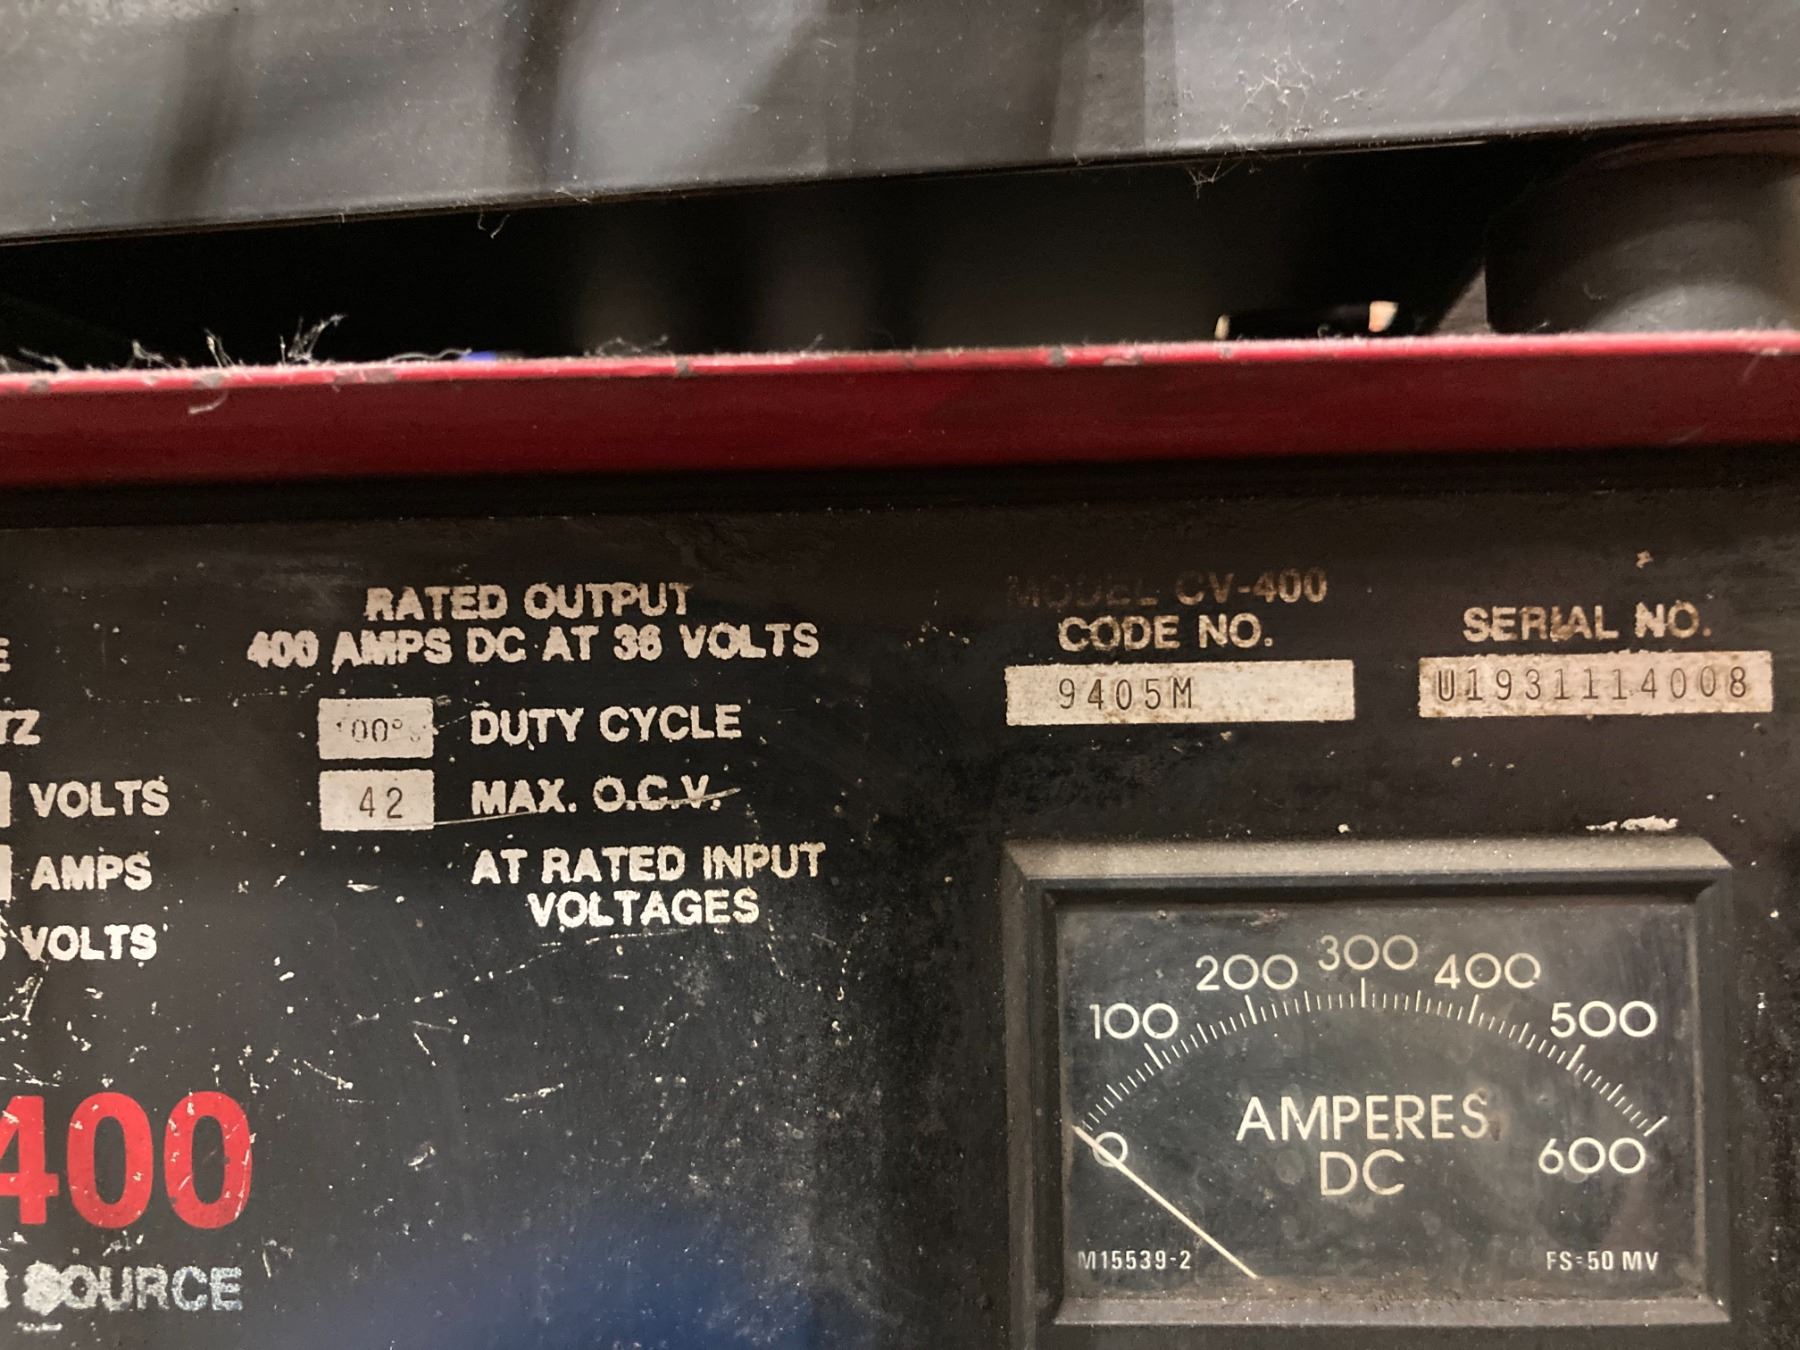 RATED OUTPUT
400 AMPS DC AT 36 VOLTS
100% DUTY CYCLE
42 MAX. O.C.V.
AT RATED INPUT
VOLTAGES
VOLTS
AMPS
VOLTS
400
SOURCE
MODEL CV-400
CODE NO.
9405M
SERIAL NO.
U1931114008
0 100 200 300 400 500 600
AMPERES
DC
M15539-2
FS=50 MV